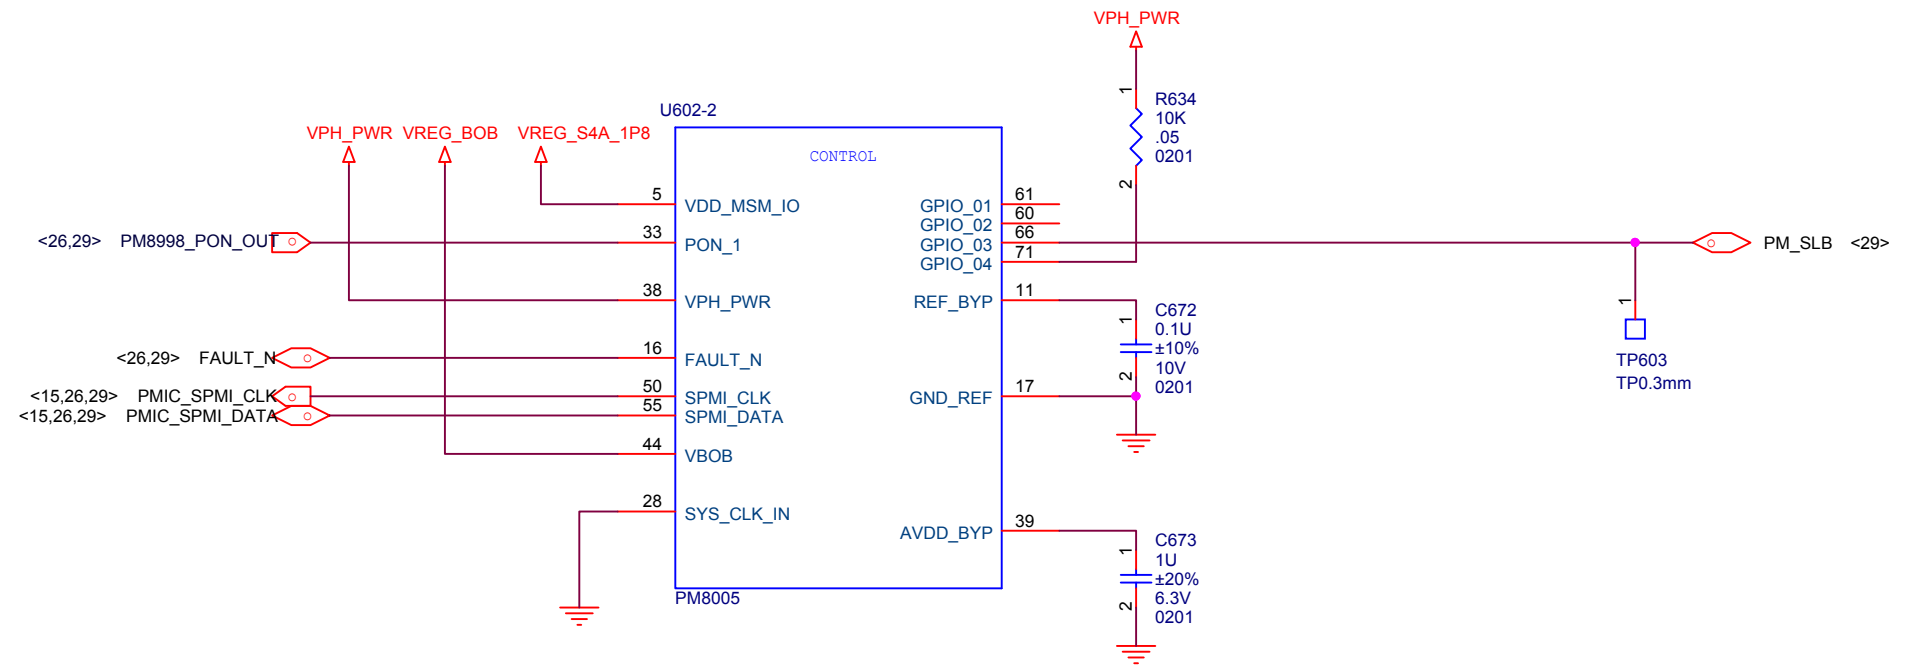 VPH_PWR
1
R634
10K
.05
0201
2
U602-2
VPH_PWR VREG_BOB VREG_S4A_1P8
CONTROL
5 VDD_MSM_IO
GPIO_01 61
GPIO_02 60
<26,29> PM8998_PON_OUT 33 PON_1
GPIO_03 66
PM_SLB <29>
GPIO_04 71
38 VPH_PWR
REF_BYP 11
1
C672
0.1U
±10%
10V
0201
2
1
TP603
TP0.3mm
<26,29> FAULT_N 16 FAULT_N
<15,26,29> PMIC_SPMI_CLK 50 SPMI_CLK
GND_REF 17
<15,26,29> PMIC_SPMI_DATA 55 SPMI_DATA
44 VBOB
28 SYS_CLK_IN
AVDD_BYP 39
1
C673
1U
±20%
6.3V
0201
2
PM8005